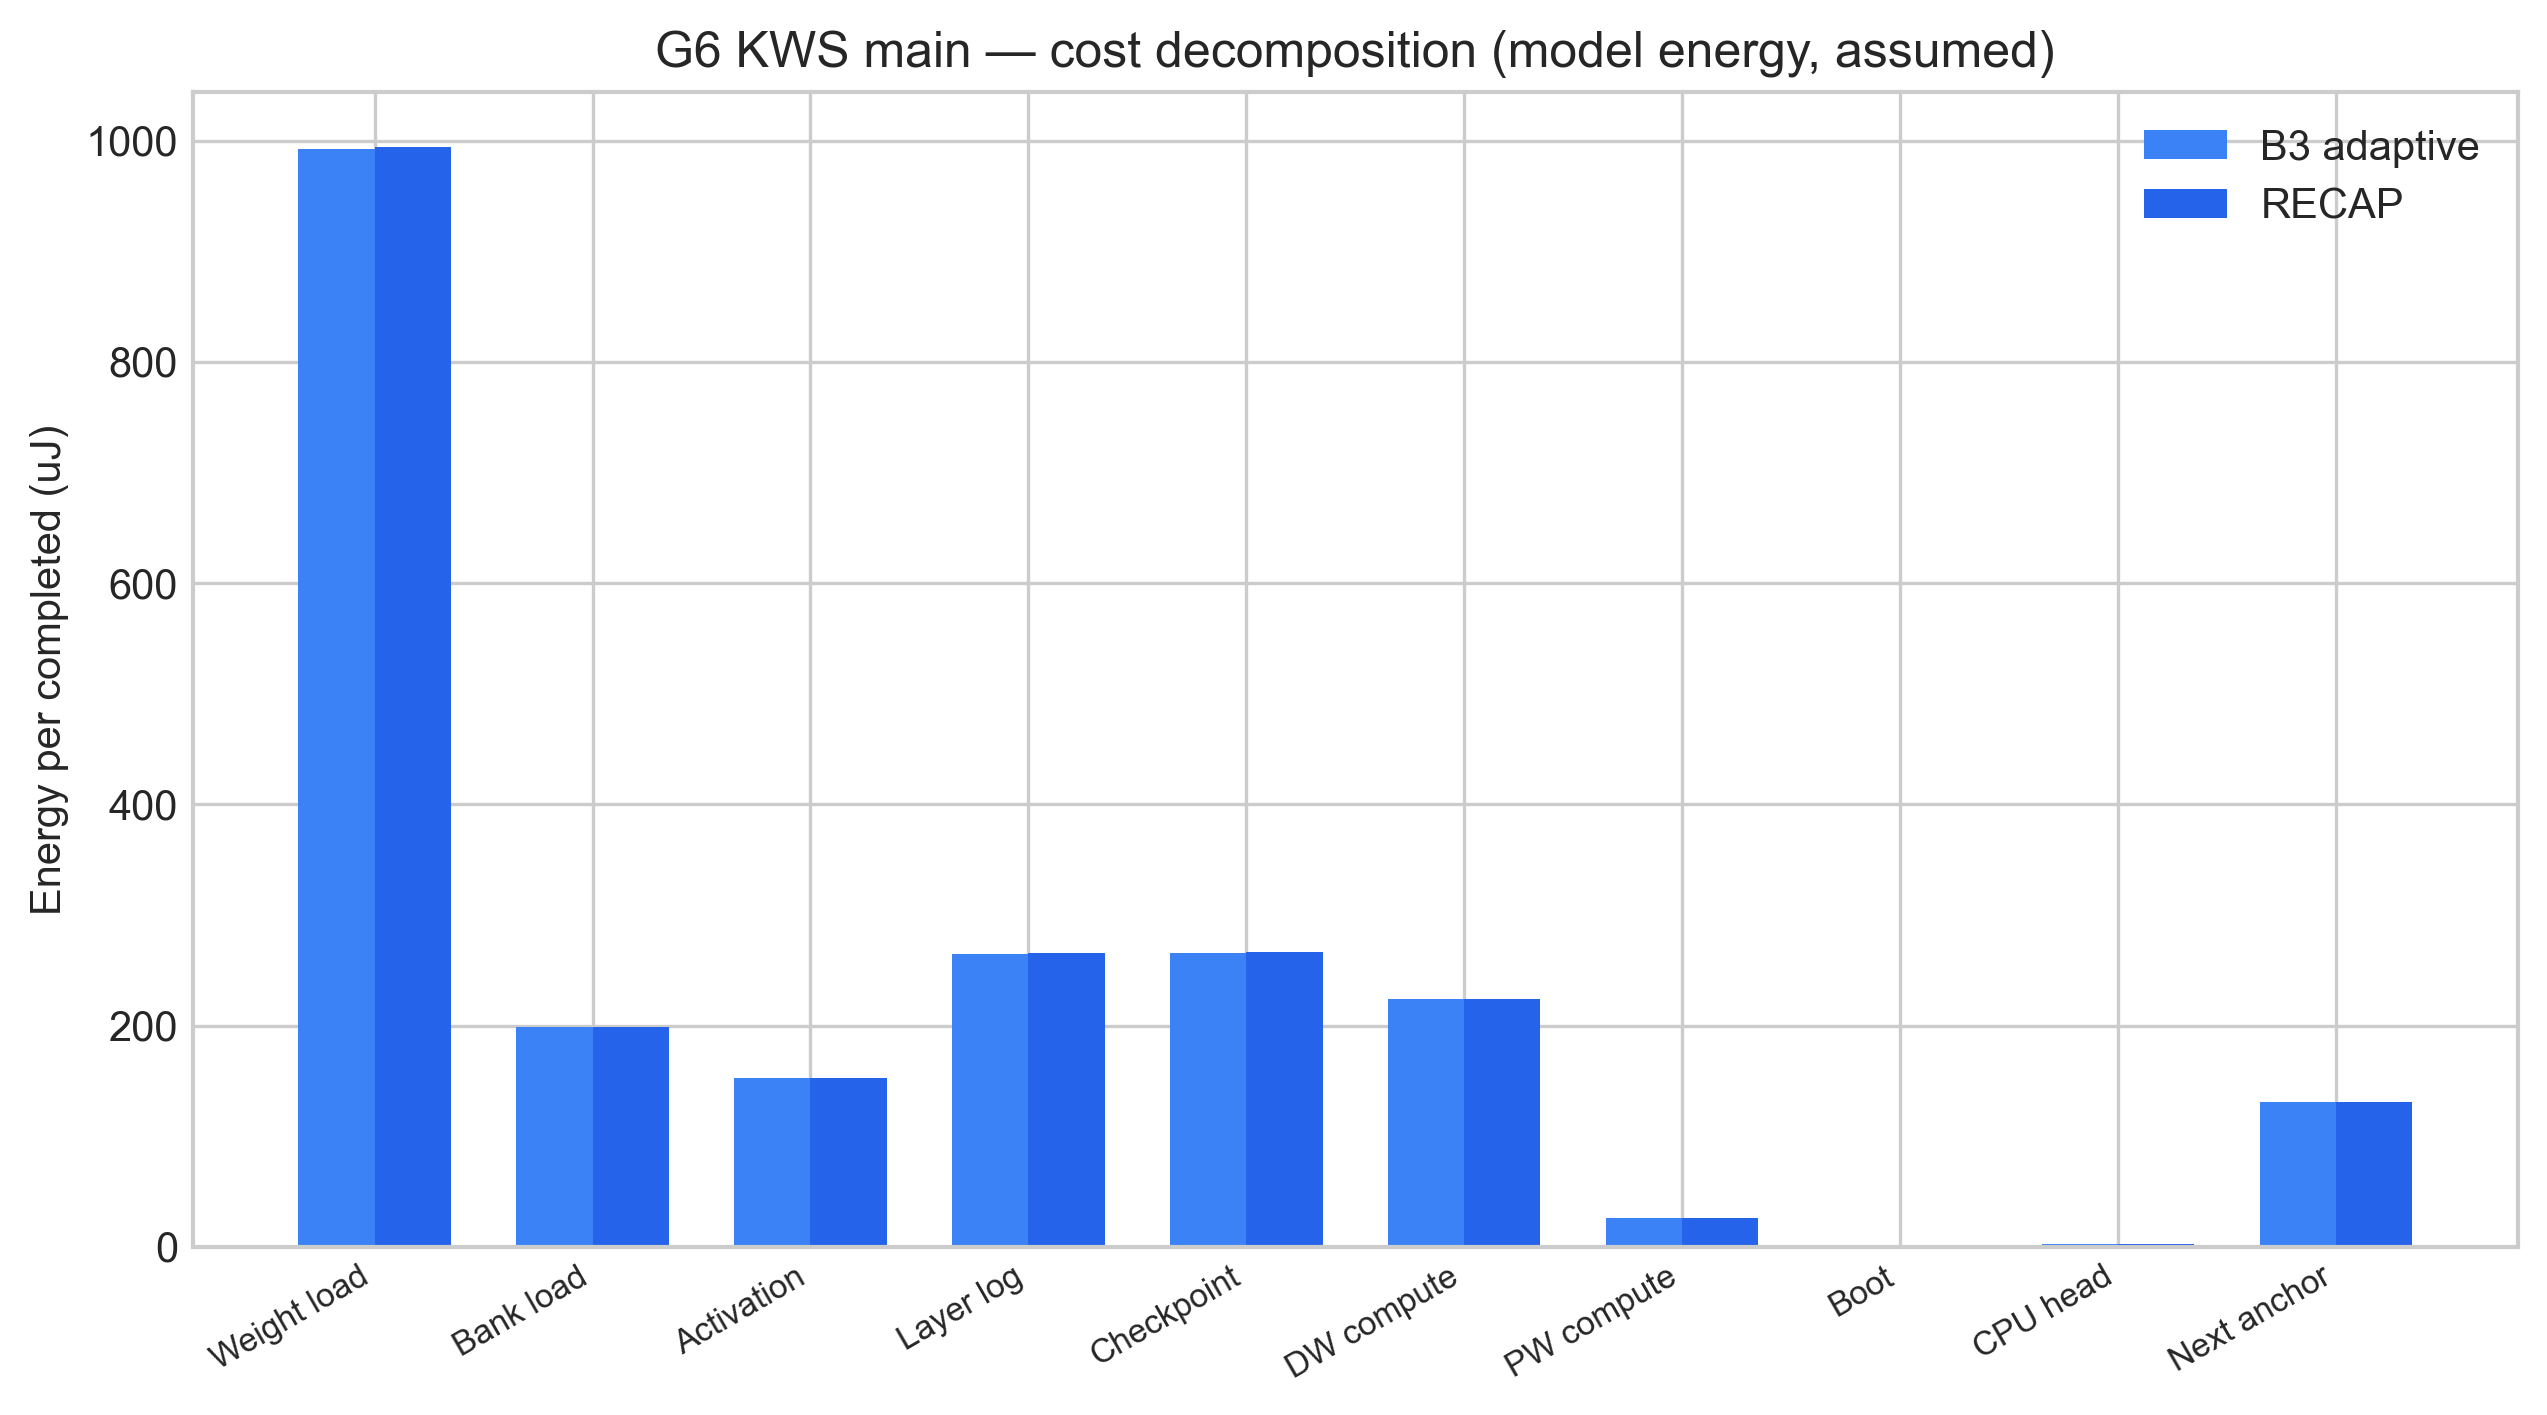 G6 KWS main — cost decomposition (model energy, assumed)
B3 adaptive
RECAP
Energy per completed (uJ)
1000
800
600
400
200
0
Weight load
Bank load
Activation
Layer log
Checkpoint
DW compute
PW compute
Boot
CPU head
Next anchor